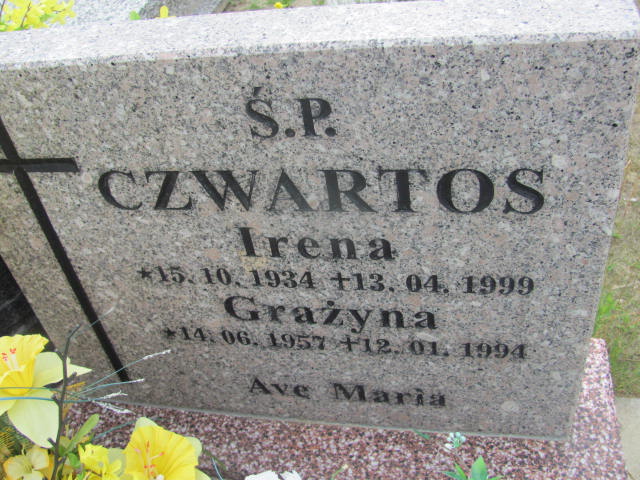 Ś.P.
CZWARTOS
Irena
*15.10.1934 +13.04.1999
Grażyna
*14.06.1957 +12.01.1994
Ave Maria